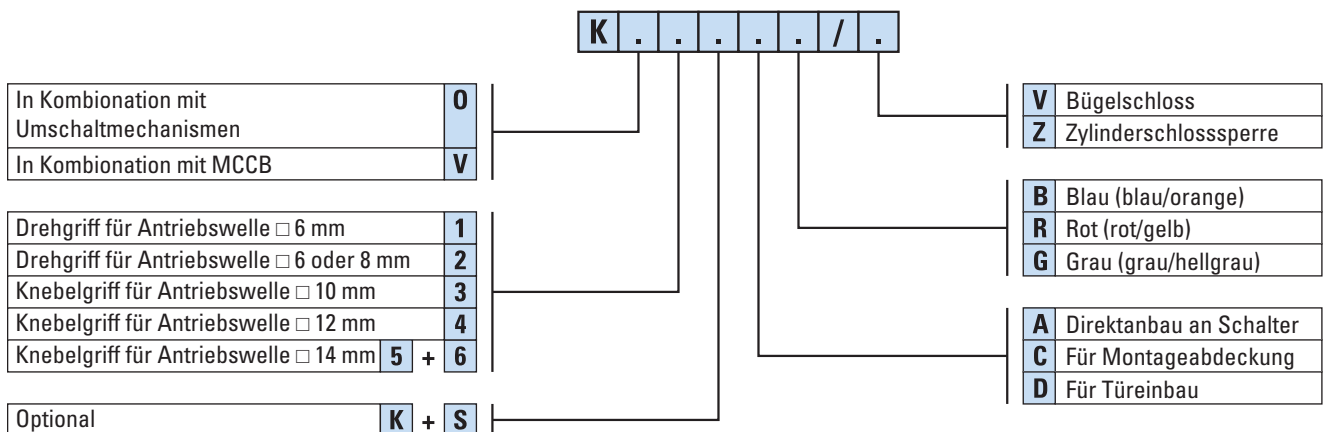 K . . . . . / .
In Kombionation mit
Umschaltmechanismen O
In Kombination mit MCCB V
Drehgriff für Antriebswelle □ 6 mm 1
Drehgriff für Antriebswelle □ 6 oder 8 mm 2
Knebelgriff für Antriebswelle □ 10 mm 3
Knebelgriff für Antriebswelle □ 12 mm 4
Knebelgriff für Antriebswelle □ 14 mm 5 + 6
Optional K + S
V Bügelschloss
Z Zylinderschlosssperre
B Blau (blau/orange)
R Rot (rot/gelb)
G Grau (grau/hellgrau)
A Direktanbau an Schalter
C Für Montageabdeckung
D Für Türeinbau